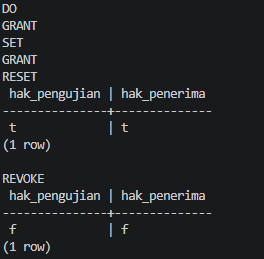 DO
GRANT
SET
GRANT
RESET
 hak_pengujian | hak_penerima
---------------+--------------
 t             | t
(1 row)

REVOKE
 hak_pengujian | hak_penerima
---------------+--------------
 f             | f
(1 row)